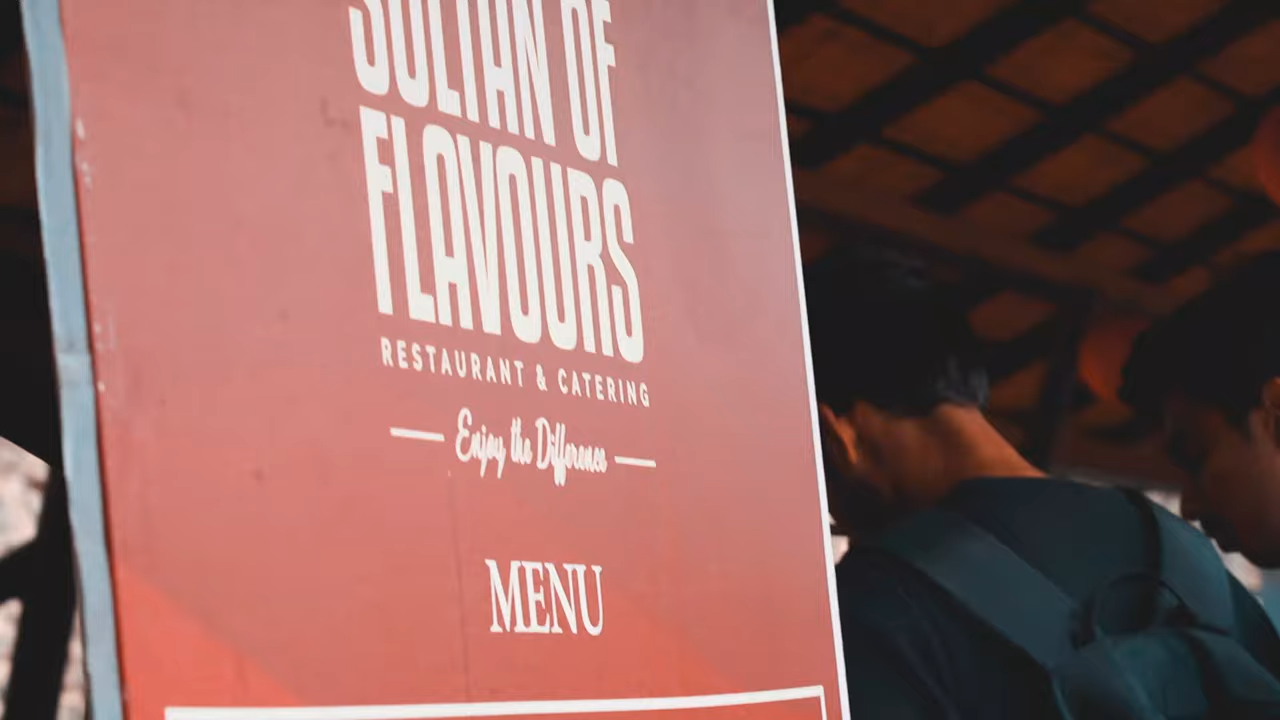 SULTAN OF
FLAVOURS
RESTAURANT & CATERING
Enjoy the Difference
MENU